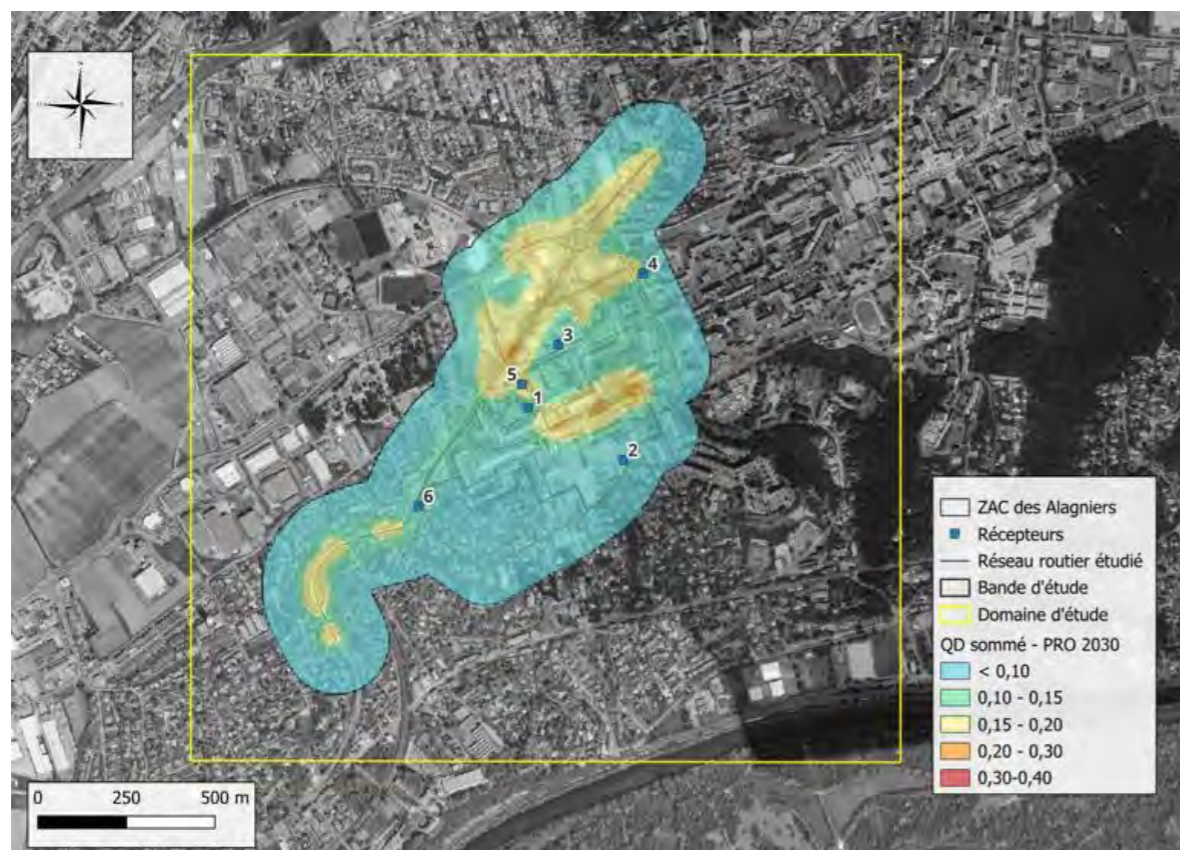 4
3
5
1
2
6
ZAC des Alagniers
Récepteurs
Réseau routier étudié
Bande d'étude
Domaine d'étude
QD sommé - PRO 2030
< 0,10
0,10 - 0,15
0,15 - 0,20
0,20 - 0,30
0,30-0,40
0 250 500 m